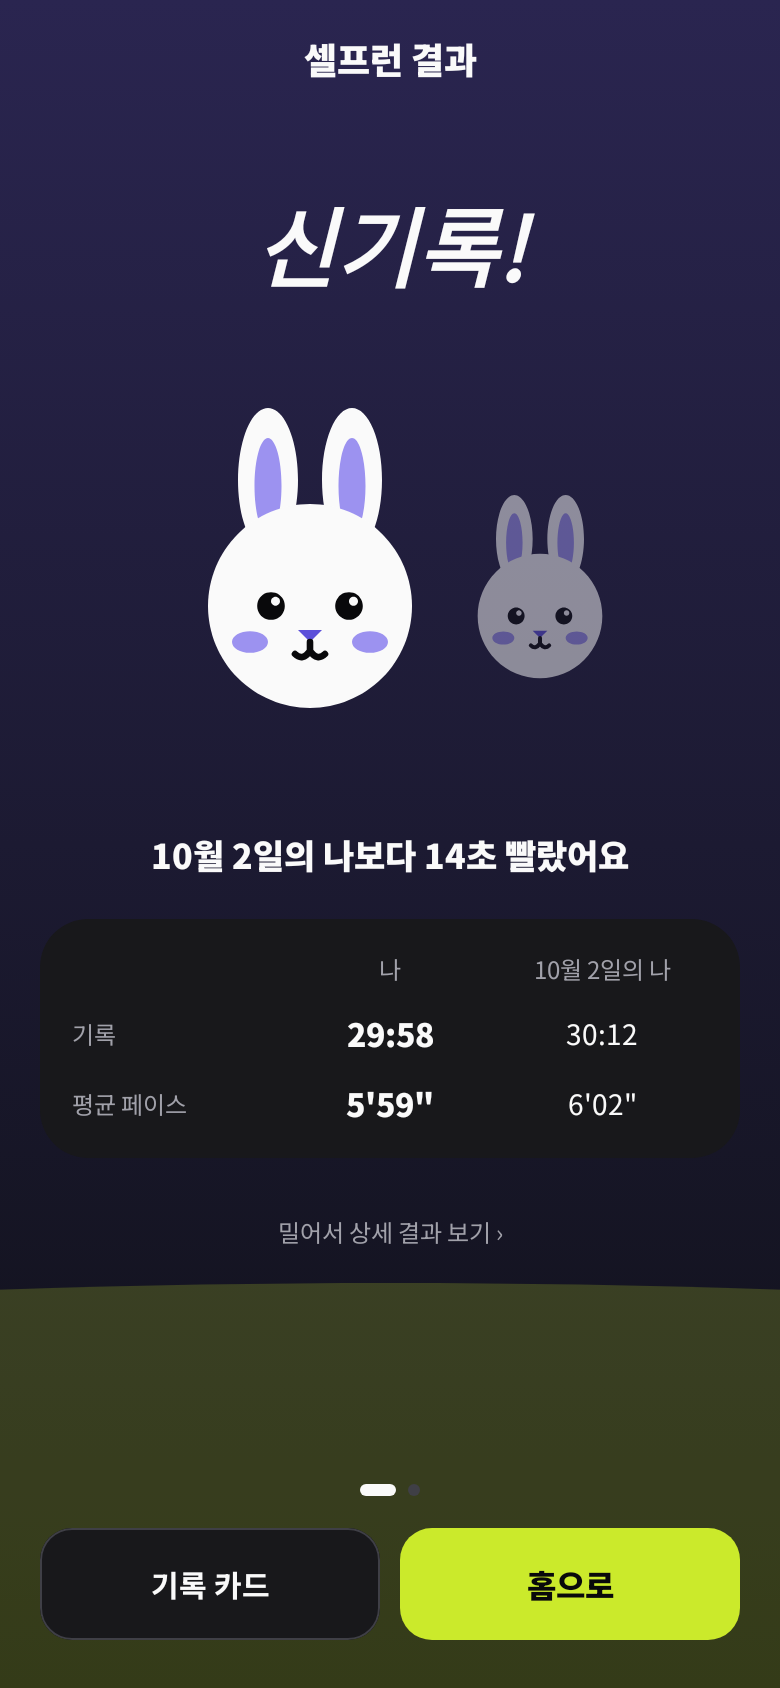 셀프런 결과
신기록!
10월 2일의 나보다 14초 빨랐어요
나 10월 2일의 나
기록 29:58 30:12
평균 페이스 5'59" 6'02"
밀어서 상세 결과 보기 ›
기록 카드 홈으로